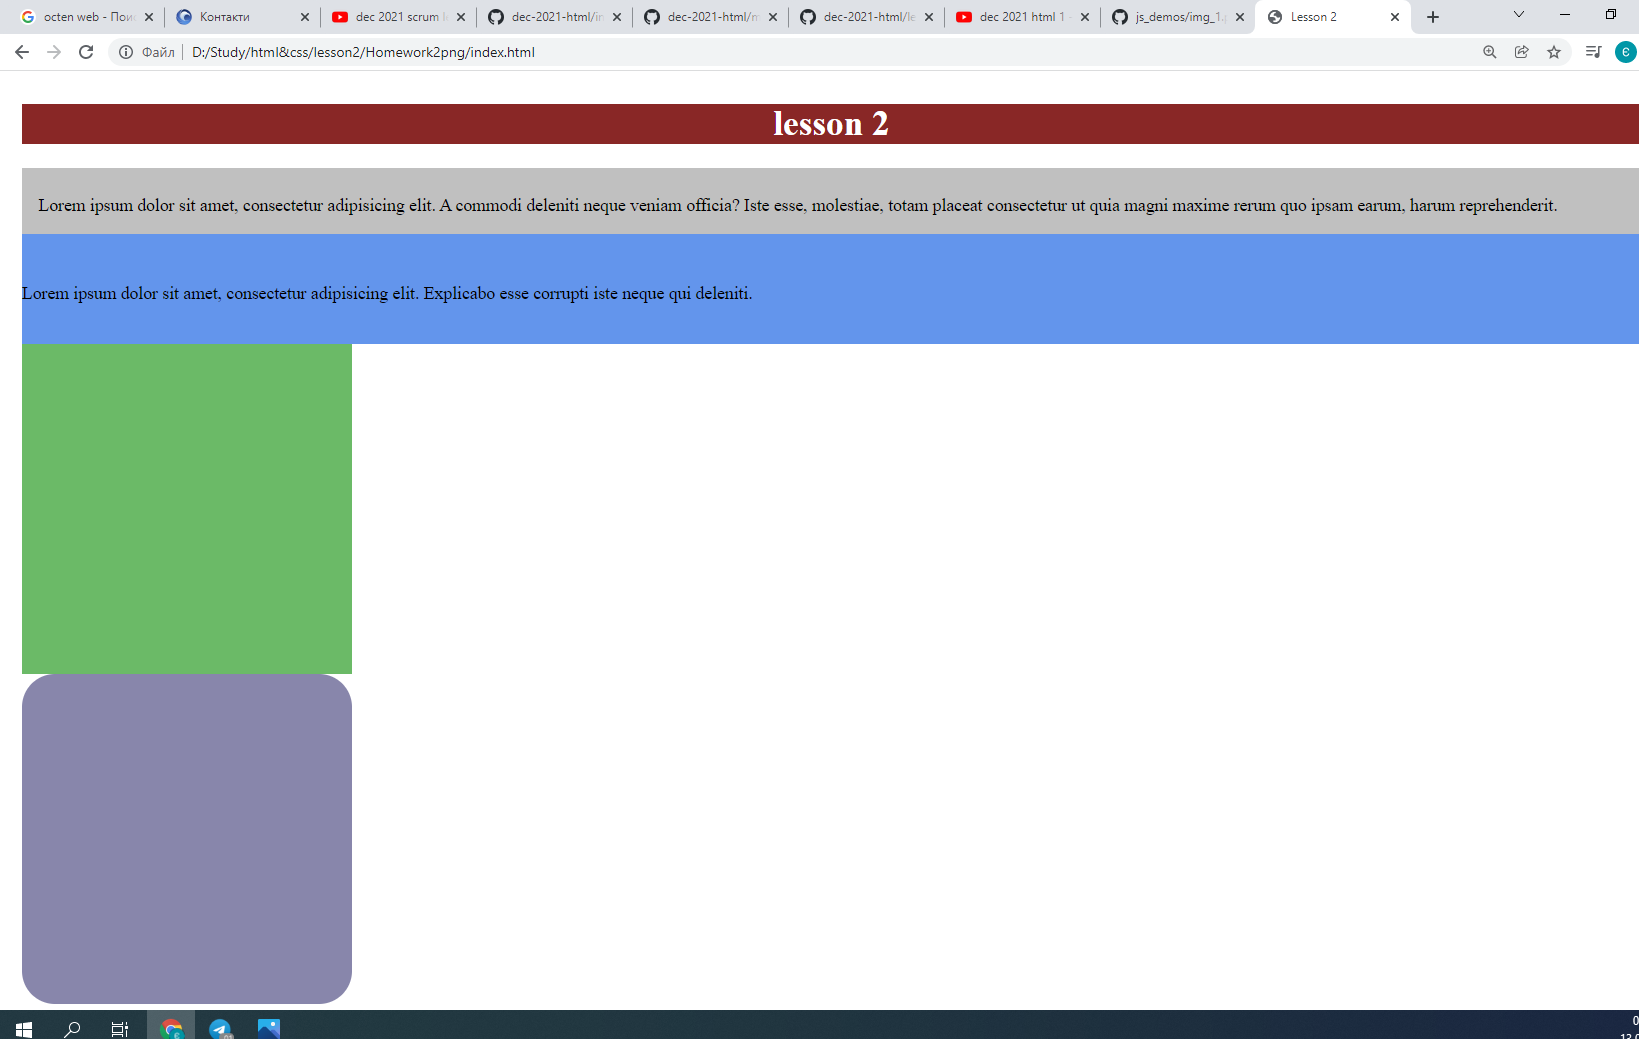 octen web - Пои
Контакти
dec 2021 scrum
dec-2021-html/in
dec-2021-html/m
dec-2021-html/le
dec 2021 html 1
js_demos/img_1.
Lesson 2
Файл
D:/Study/html&css/lesson2/Homework2png/index.html
Є
lesson 2
Lorem ipsum dolor sit amet, consectetur adipisicing elit. A commodi deleniti neque veniam officia? Iste esse, molestiae, totam placeat consectetur ut quia magni maxime rerum quo ipsam earum, harum reprehenderit.
Lorem ipsum dolor sit amet, consectetur adipisicing elit. Explicabo esse corrupti iste neque qui deleniti.